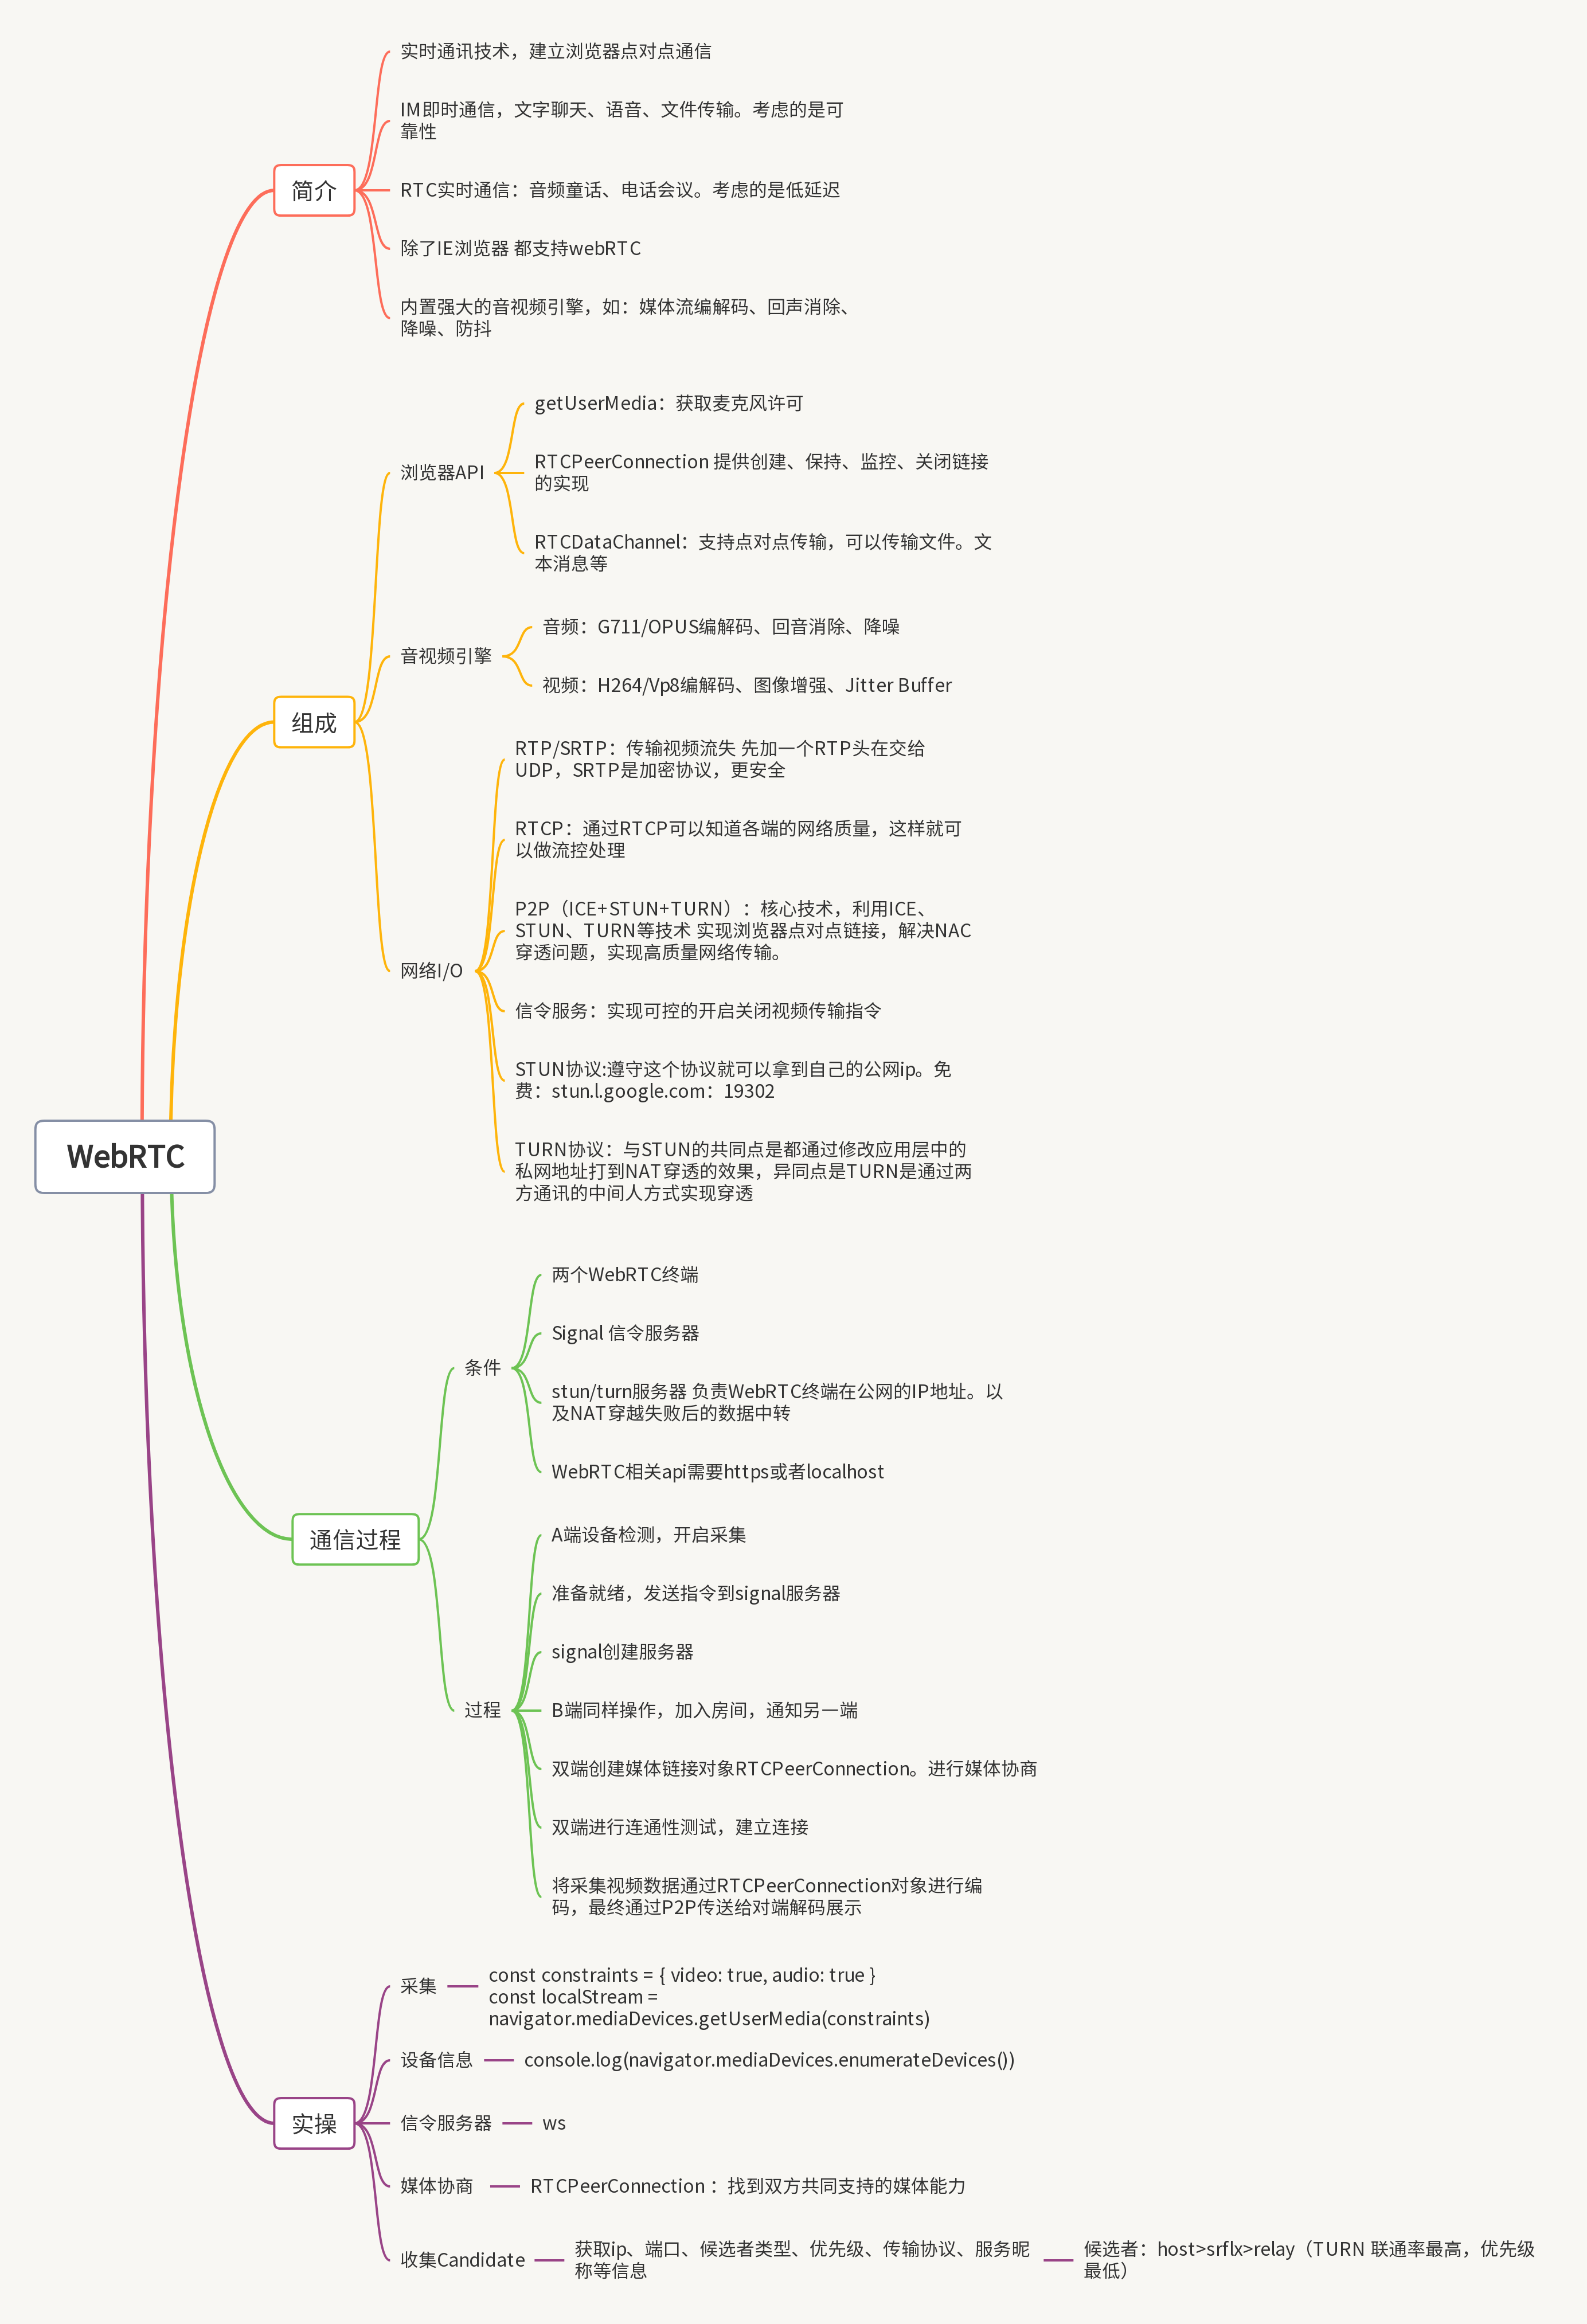 实时通讯技术，建立浏览器点对点通信
IM即时通信，文字聊天、语音、文件传输。考虑的是可
靠性
简介
RTC实时通信：音频童话、电话会议。考虑的是低延迟
除了IE浏览器 都支持webRTC
内置强大的音视频引擎，如：媒体流编解码、回声消除、
降噪、防抖
getUserMedia：获取麦克风许可
浏览器API
RTCPeerConnection 提供创建、保持、监控、关闭链接
的实现
RTCDataChannel：支持点对点传输，可以传输文件。文
本消息等
音频：G711/OPUS编解码、回音消除、降噪
音视频引擎
视频：H264/Vp8编解码、图像增强、Jitter Buffer
组成
RTP/SRTP：传输视频流失 先加一个RTP头在交给
UDP，SRTP是加密协议，更安全
RTCP：通过RTCP可以知道各端的网络质量，这样就可
以做流控处理
P2P（ICE+STUN+TURN）：核心技术，利用ICE、
STUN、TURN等技术 实现浏览器点对点链接，解决NAC
穿透问题，实现高质量网络传输。
网络I/O
信令服务：实现可控的开启关闭视频传输指令
STUN协议:遵守这个协议就可以拿到自己的公网ip。免
费：stun.l.google.com：19302
TURN协议：与STUN的共同点是都通过修改应用层中的
私网地址打到NAT穿透的效果，异同点是TURN是通过两
方通讯的中间人方式实现穿透
WebRTC
两个WebRTC终端
Signal 信令服务器
条件
stun/turn服务器 负责WebRTC终端在公网的IP地址。以
及NAT穿越失败后的数据中转
WebRTC相关api需要https或者localhost
通信过程
A端设备检测，开启采集
准备就绪，发送指令到signal服务器
signal创建服务器
过程
B端同样操作，加入房间，通知另一端
双端创建媒体链接对象RTCPeerConnection。进行媒体协商
双端进行连通性测试，建立连接
将采集视频数据通过RTCPeerConnection对象进行编
码，最终通过P2P传送给对端解码展示
采集
const constraints = { video: true, audio: true }
const localStream =
navigator.mediaDevices.getUserMedia(constraints)
设备信息
console.log(navigator.mediaDevices.enumerateDevices())
实操
信令服务器
ws
媒体协商
RTCPeerConnection ：找到双方共同支持的媒体能力
收集Candidate
获取ip、端口、候选者类型、优先级、传输协议、服务昵
称等信息
候选者：host>srflx>relay（TURN 联通率最高，优先级
最低）